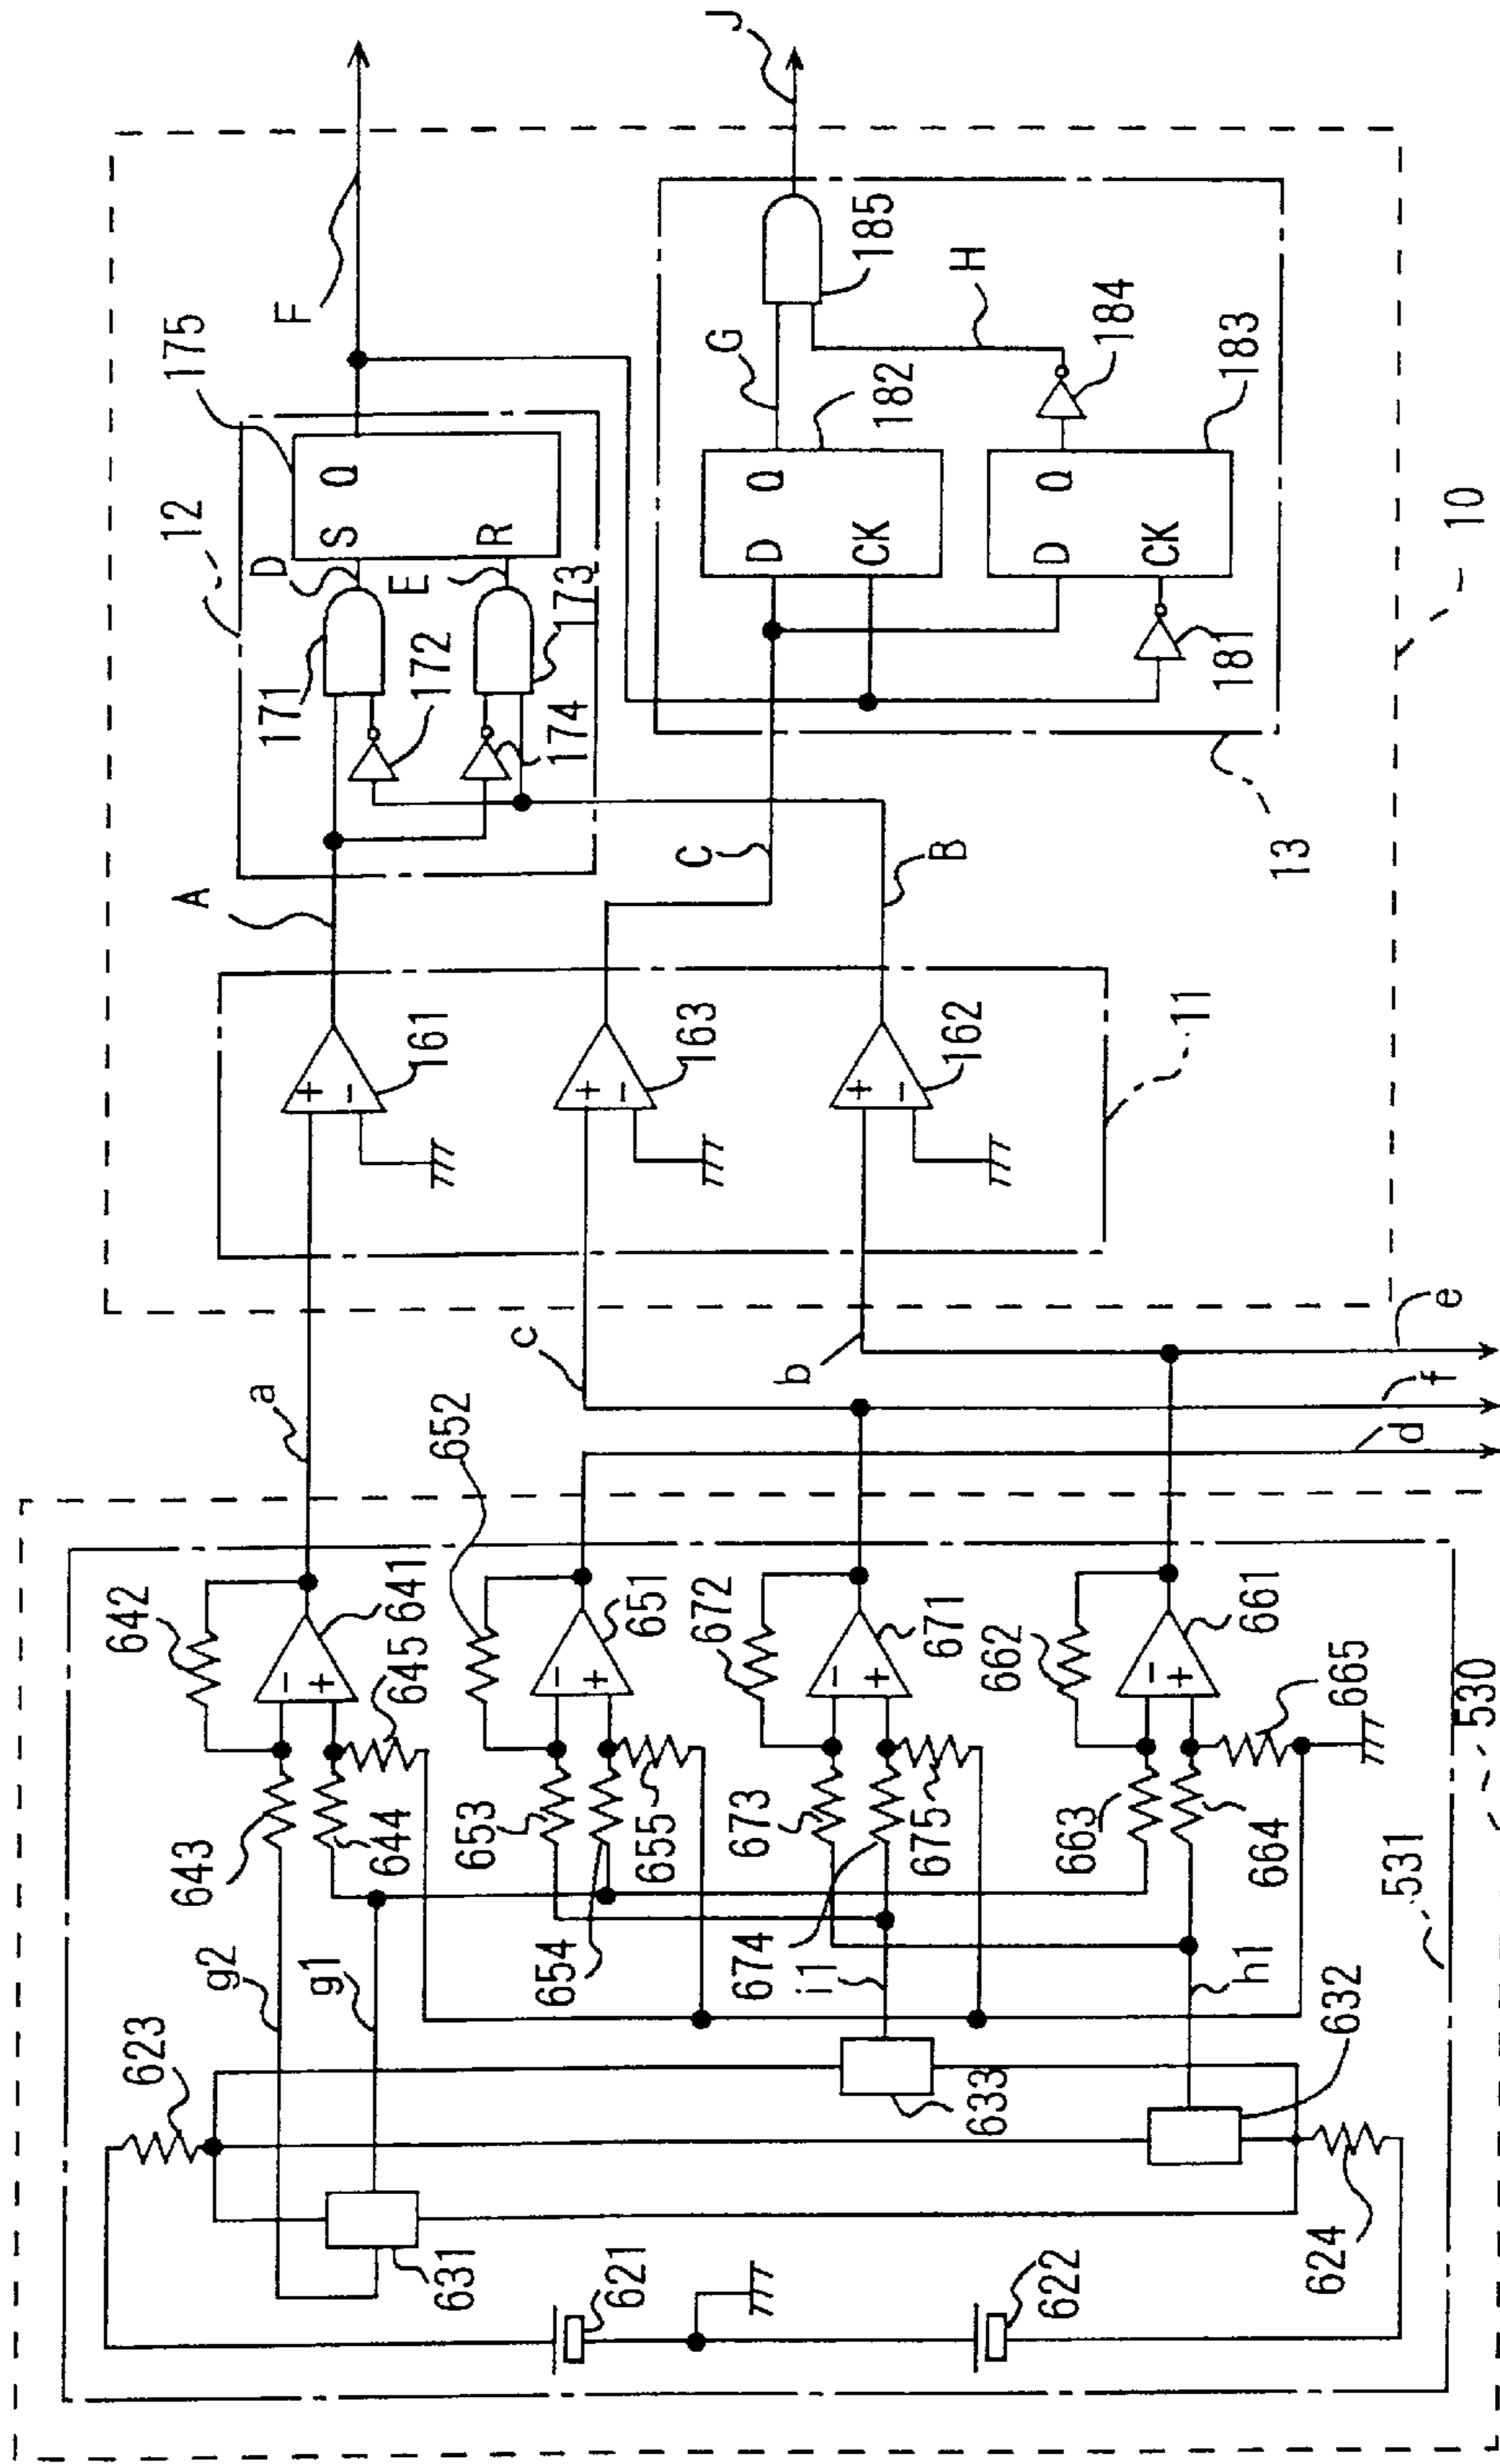 F
J
175
12
D
S
Q
E
R
171
172
173
174
A
G
185
H
182
D
Q
CK
184
D
Q
CK
183
181
C
B
13
10
161
+
−
163
+
−
162
+
−
11
a
c
b
e
f
d
642
−
+
641
645
652
−
+
651
672
−
+
671
662
−
+
661
665
643
644
653
655
673
675
663
664
654
674
530
531
g2
g1
i1
h1
623
633
632
631
621
622
624